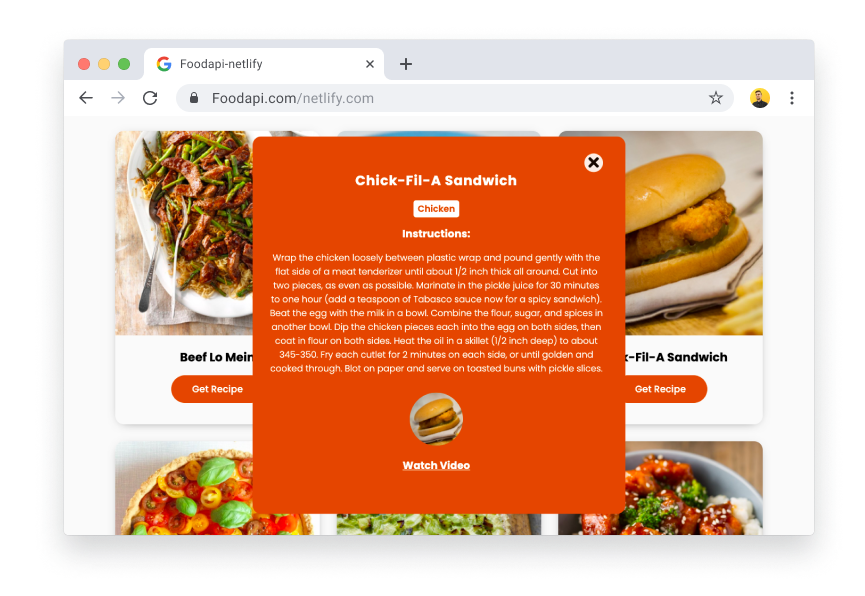 Foodapi-netlify
Foodapi.com/netlify.com
Chick-Fil-A Sandwich
Chicken
Instructions:
Wrap the chicken loosely between plastic wrap and pound gently with the
flat side of a meat tenderizer until about 1/2 inch thick all around. Cut into
two pieces, as even as possible. Marinate in the pickle juice for 30 minutes
to one hour (add a teaspoon of Tabasco sauce now for a spicy sandwich).
Beat the egg with the milk in a bowl. Combine the flour, sugar, and spices in
another bowl. Dip the chicken pieces each into the egg on both sides, then
coat in flour on both sides. Heat the oil in a skillet (1/2 inch deep) to about
345-350. Fry each cutlet for 2 minutes on each side, or until golden and
cooked through. Blot on paper and serve on toasted buns with pickle slices.
Watch Video
Beef Lo Mein
Get Recipe
k-Fil-A Sandwich
Get Recipe